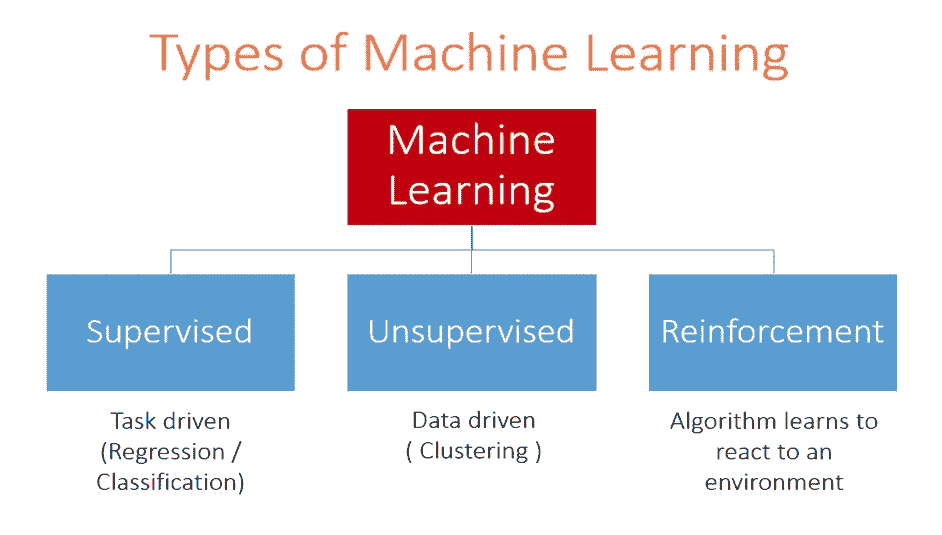 Types of Machine Learning
Machine
Learning
Supervised
Unsupervised
Reinforcement
Task driven
(Regression /
Classification)
Data driven
( Clustering )
Algorithm learns to
react to an
environment